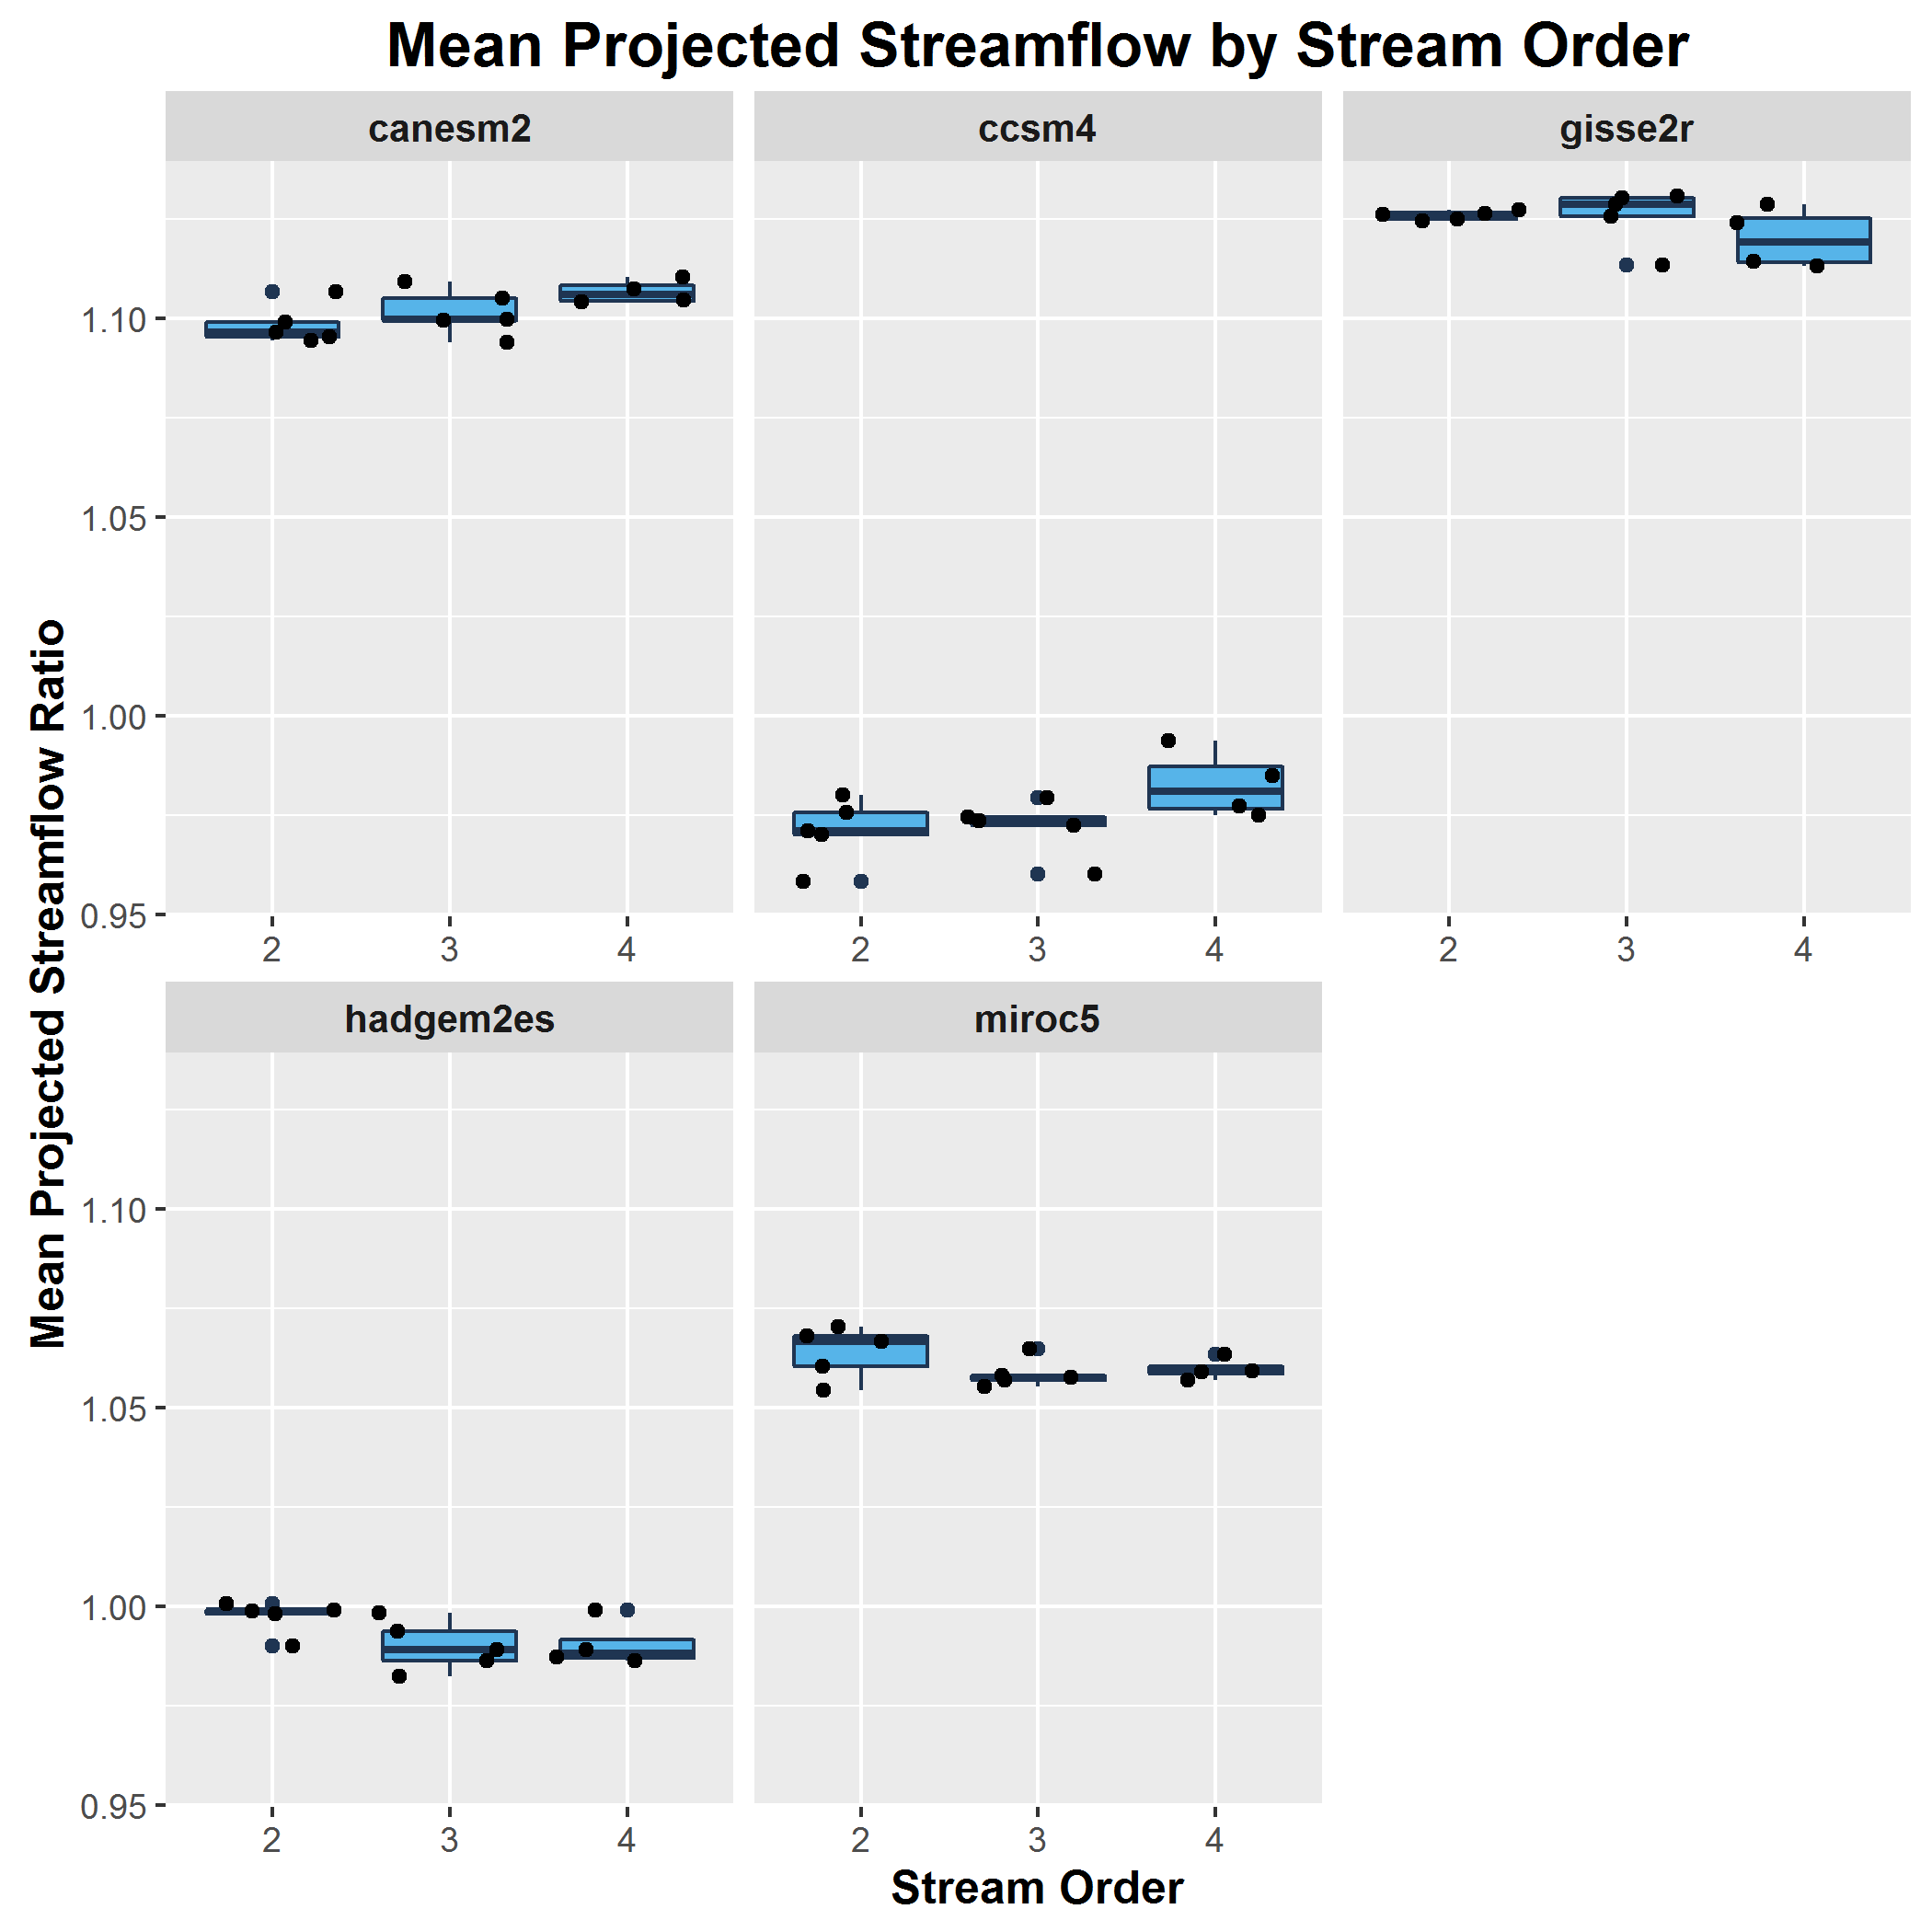 Mean Projected Streamflow by Stream Order
canesm2 ccsm4 gisse2r
1.10
1.05
1.00
0.95
2 3 4 2 3 4 2 3 4
hadgem2es miroc5
1.10
1.05
1.00
0.95
2 3 4 2 3 4
Mean Projected Streamflow Ratio
Stream Order